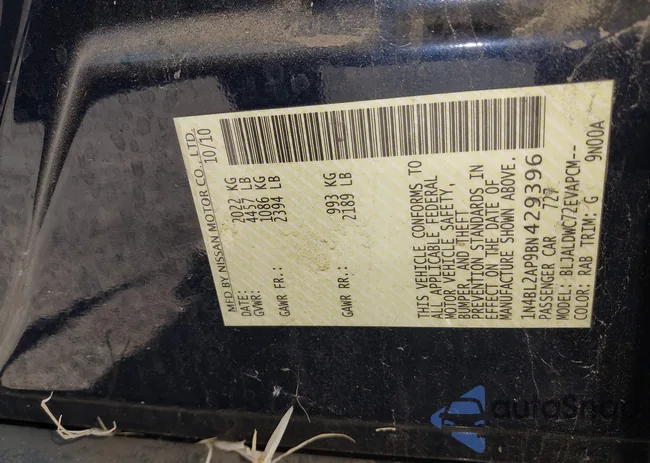 MFD BY NISSAN MOTOR CO., LTD.
DATE: 10/10
GVWR: 2022 KG
4457 LB
GAWR FR: 1086 KG
2394 LB
GAWR RR: 993 KG
2189 LB
THIS VEHICLE CONFORMS TO
ALL APPLICABLE FEDERAL
MOTOR VEHICLE SAFETY,
BUMPER, AND THEFT
PREVENTION STANDARDS IN
EFFECT ON THE DATE OF
MANUFACTURE SHOWN ABOVE.
1N4BL2AP9BN429396
PASSENGER CAR 727
MODEL: BLJALDWC72EVAPCM--
COLOR: RAB TRIM: G 9N00A
autoSnap